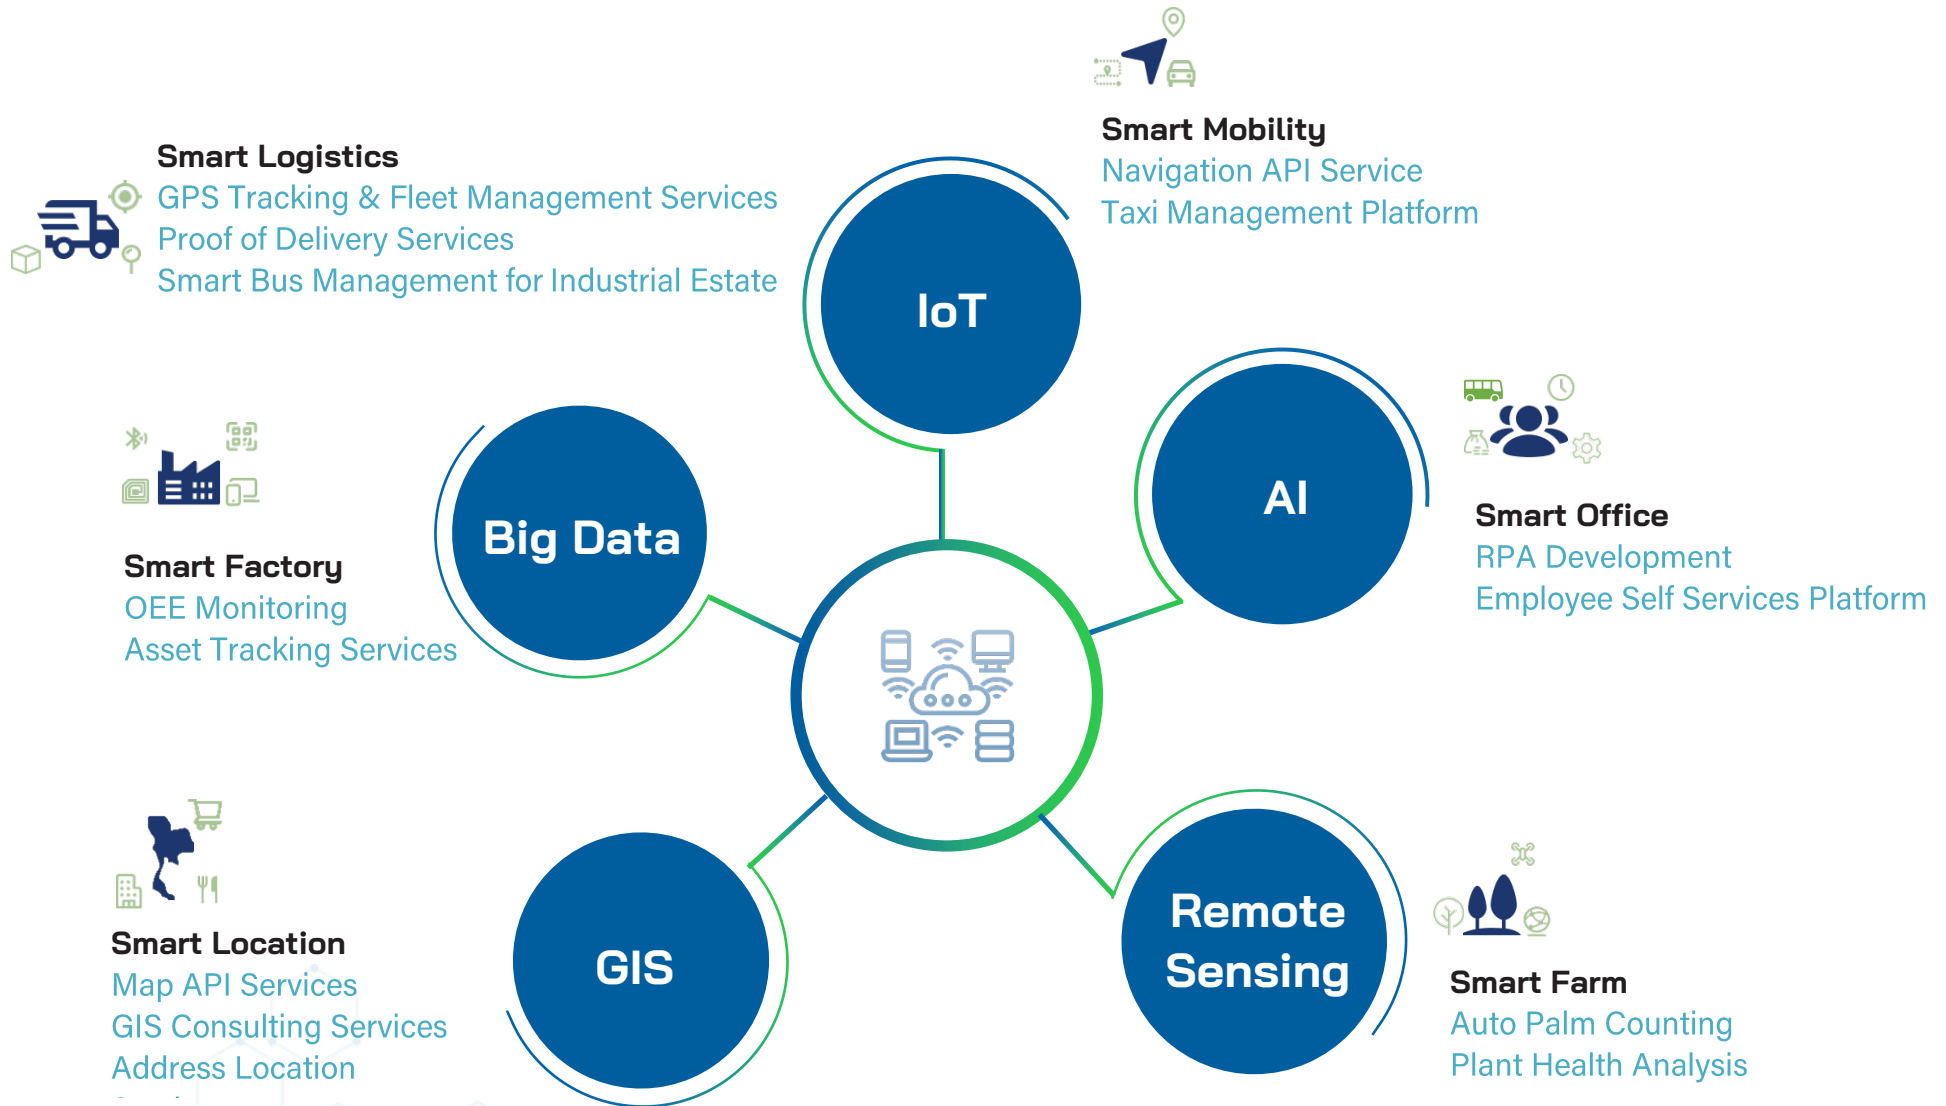 Smart Mobility
Navigation API Service
Taxi Management Platform
Smart Logistics
GPS Tracking & Fleet Management Services
Proof of Delivery Services
Smart Bus Management for Industrial Estate
IoT
AI
Big Data
Smart Office
RPA Development
Employee Self Services Platform
Smart Factory
OEE Monitoring
Asset Tracking Services
GIS
Remote
Sensing
Smart Location
Map API Services
GIS Consulting Services
Address Location
Smart Farm
Auto Palm Counting
Plant Health Analysis